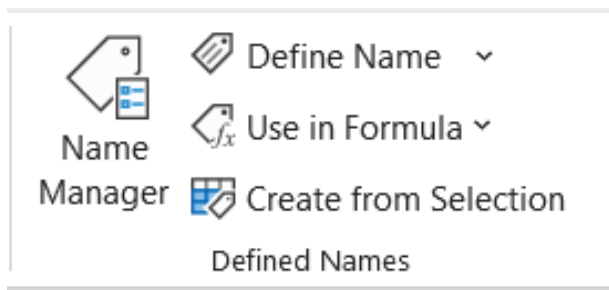 Name
Manager
Define Name
Use in Formula
Create from Selection
Defined Names